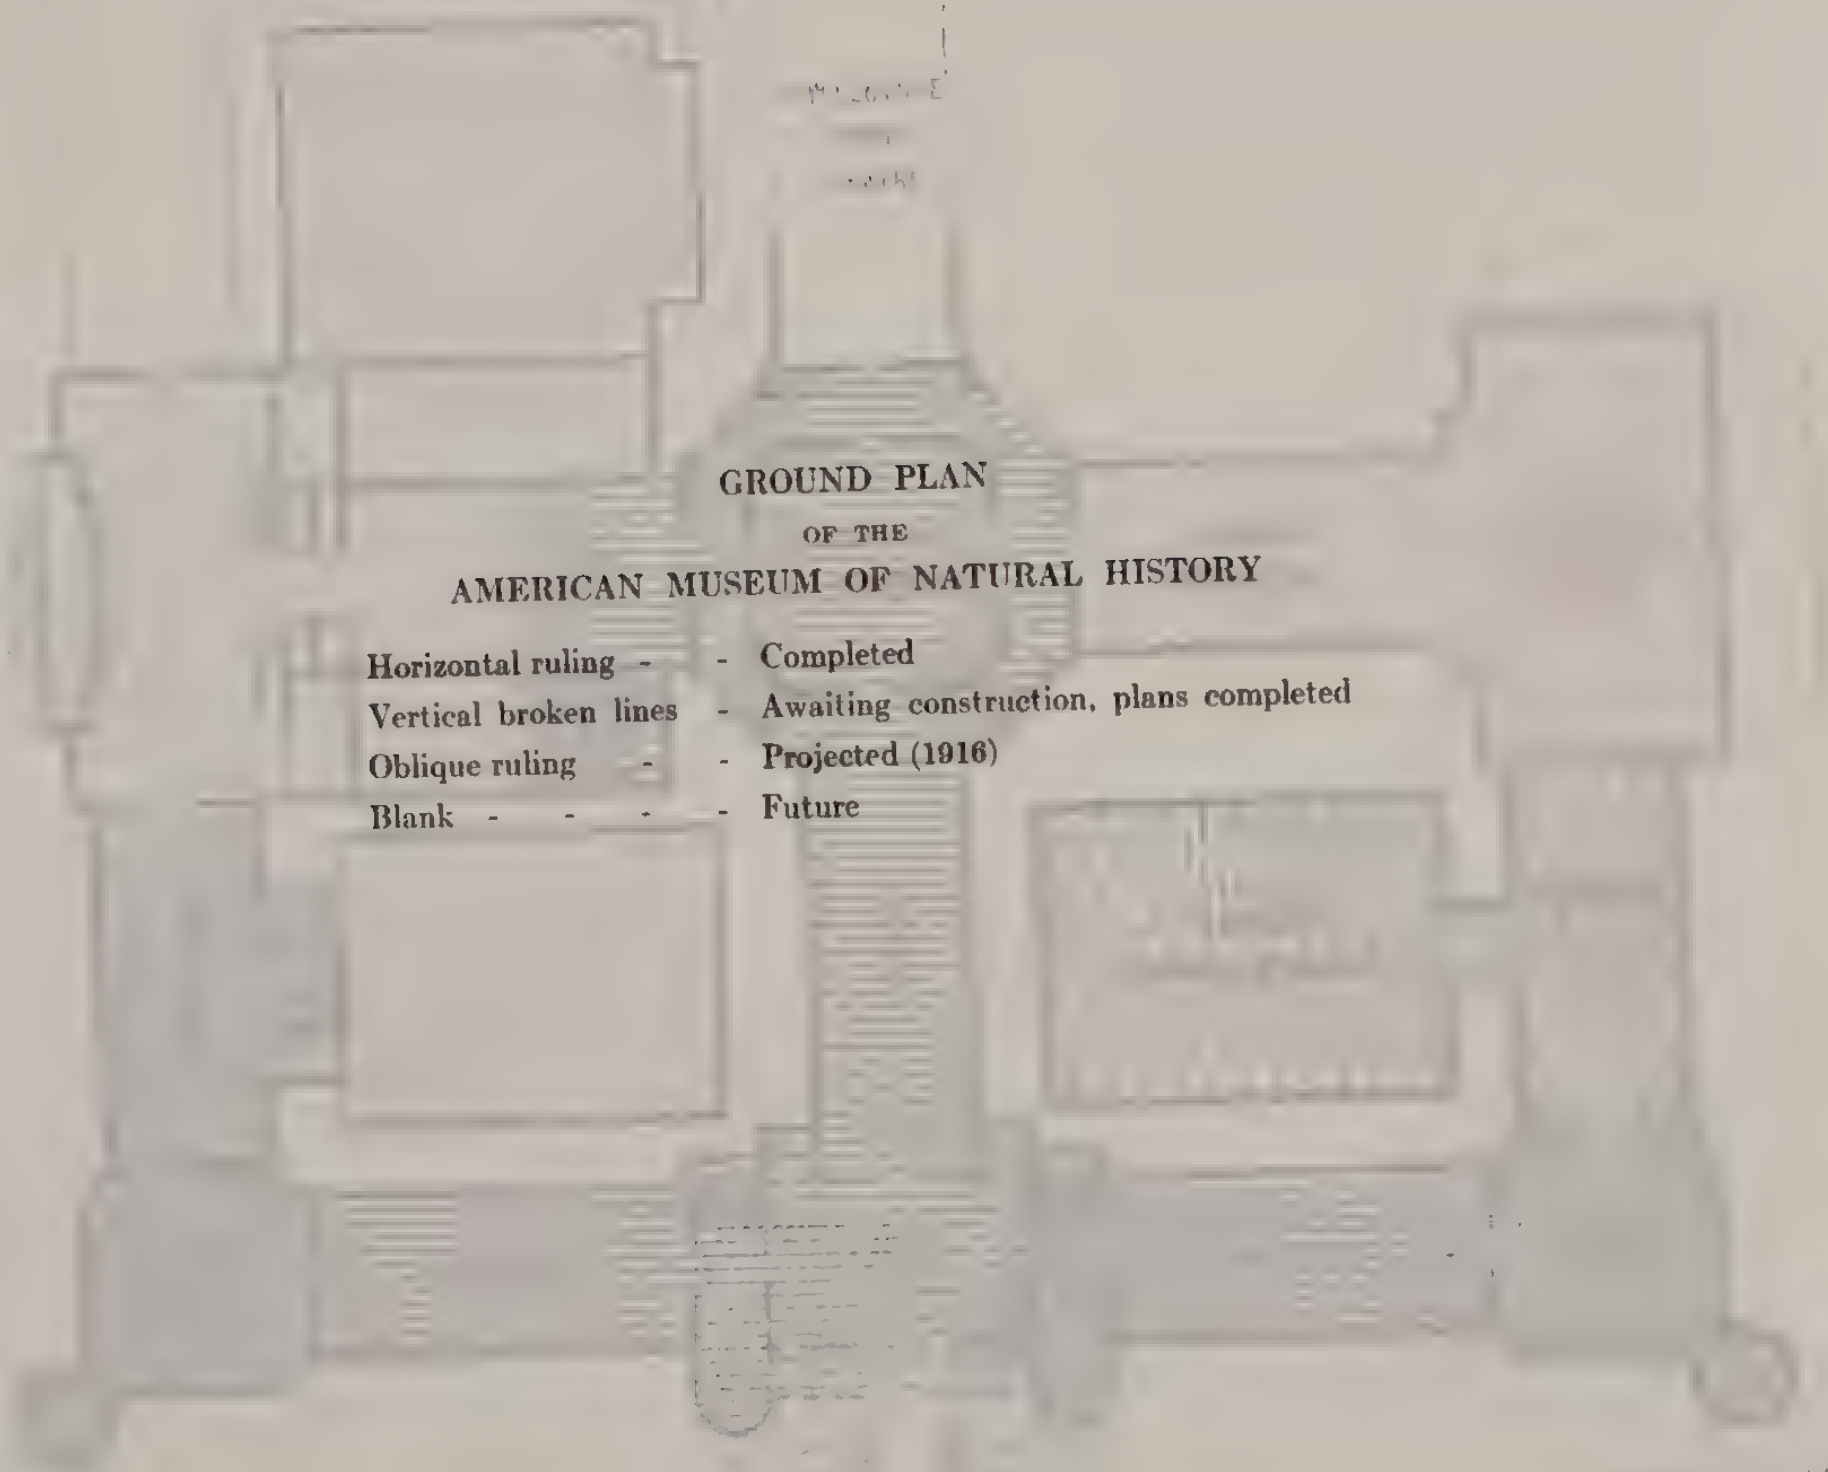 GROUND PLAN
OF THE
AMERICAN MUSEUM OF NATURAL HISTORY
Horizontal ruling - - Completed
Vertical broken lines - Awaiting construction, plans completed
Oblique ruling - - Projected (1916)
Blank - - - - Future